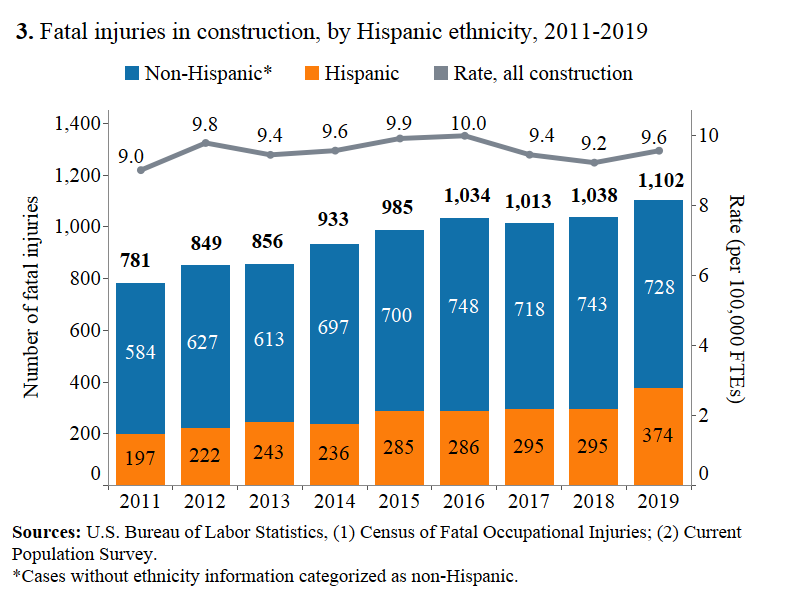 3. Fatal injuries in construction, by Hispanic ethnicity, 2011-2019
Non-Hispanic* Hispanic Rate, all construction
Number of fatal injuries
1,400
1,200
1,000
800
600
400
200
0
9.0 9.8 9.4 9.6 9.9 10.0 9.4 9.2 9.6
781 849 856 933 985 1,034 1,013 1,038 1,102
584 627 613 697 700 748 718 743 728
197 222 243 236 285 286 295 295 374
10
8
6
4
2
0
Rate (per 100,000 FTEs)
2011 2012 2013 2014 2015 2016 2017 2018 2019
Sources: U.S. Bureau of Labor Statistics, (1) Census of Fatal Occupational Injuries; (2) Current
Population Survey.
*Cases without ethnicity information categorized as non-Hispanic.